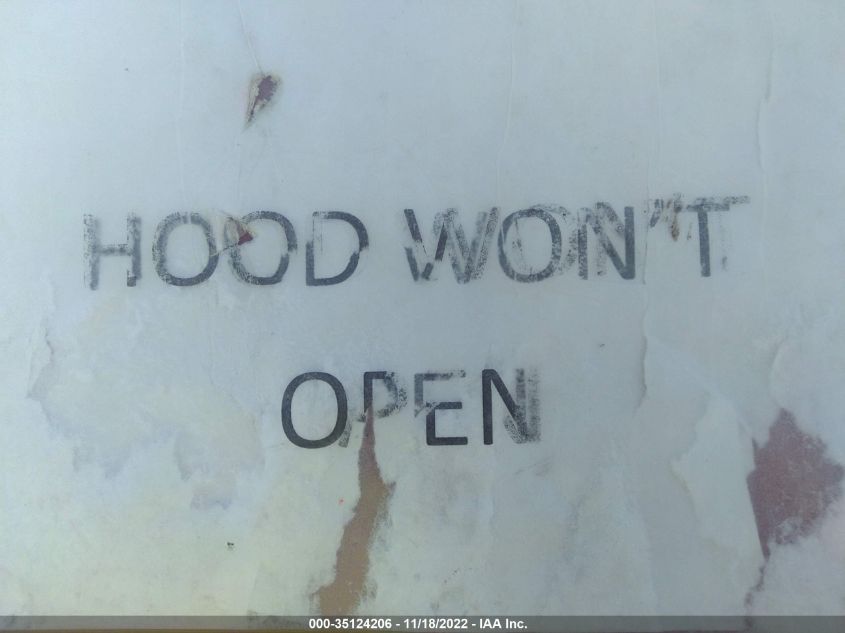 HOOD WON'T
OPEN
000-35124206 - 11/18/2022 - IAA Inc.